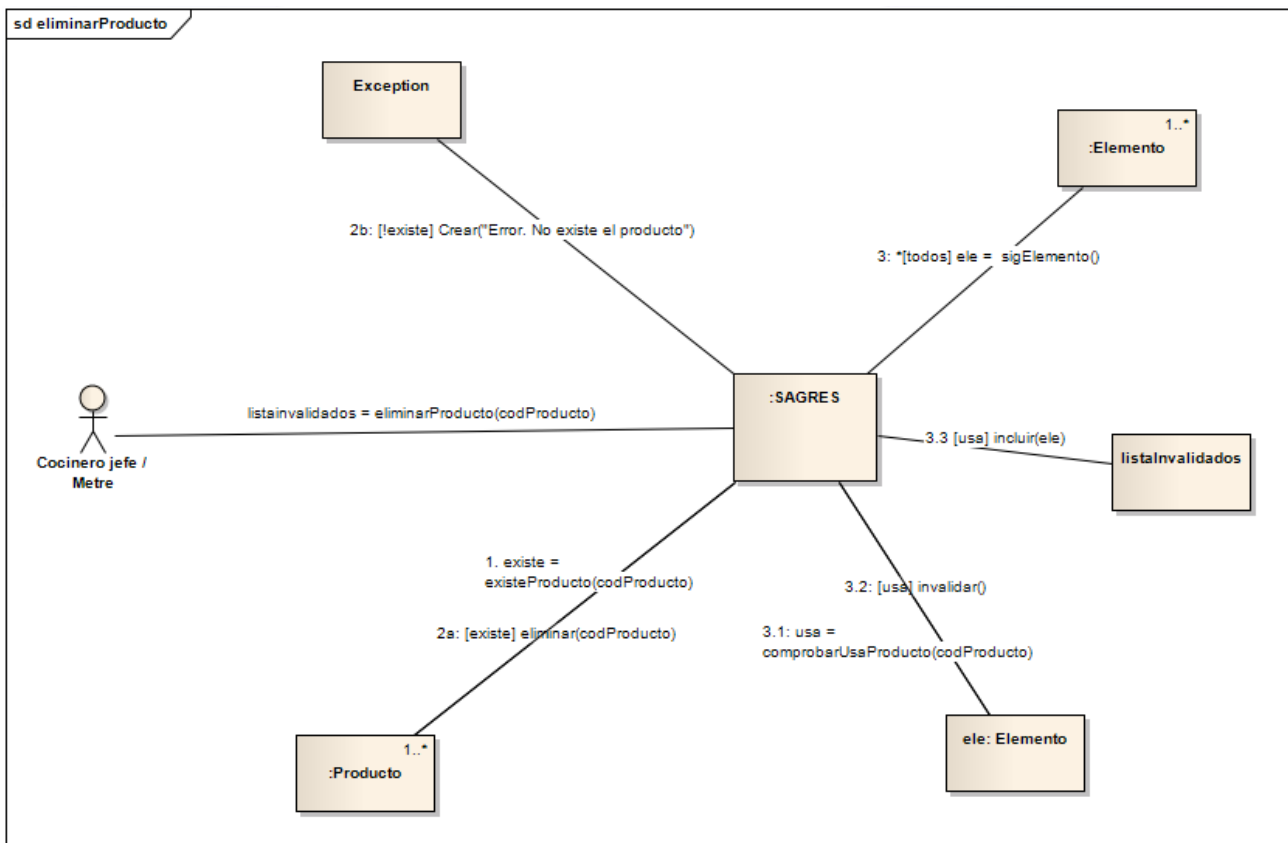 sd eliminarProducto
Exception
1..*
:Elemento
2b: [!existe] Crear("Error. No existe el producto")
3: *[todos] ele =  sigElemento()
:SAGRES
listainvalidados = eliminarProducto(codProducto)
Cocinero jefe /
Metre
3.3 [usa] incluir(ele)
listaInvalidados
1. existe =
existeProducto(codProducto)
2a: [existe] eliminar(codProducto)
3.2: [usa] invalidar()
3.1: usa =
comprobarUsaProducto(codProducto)
1..*
:Producto
ele: Elemento